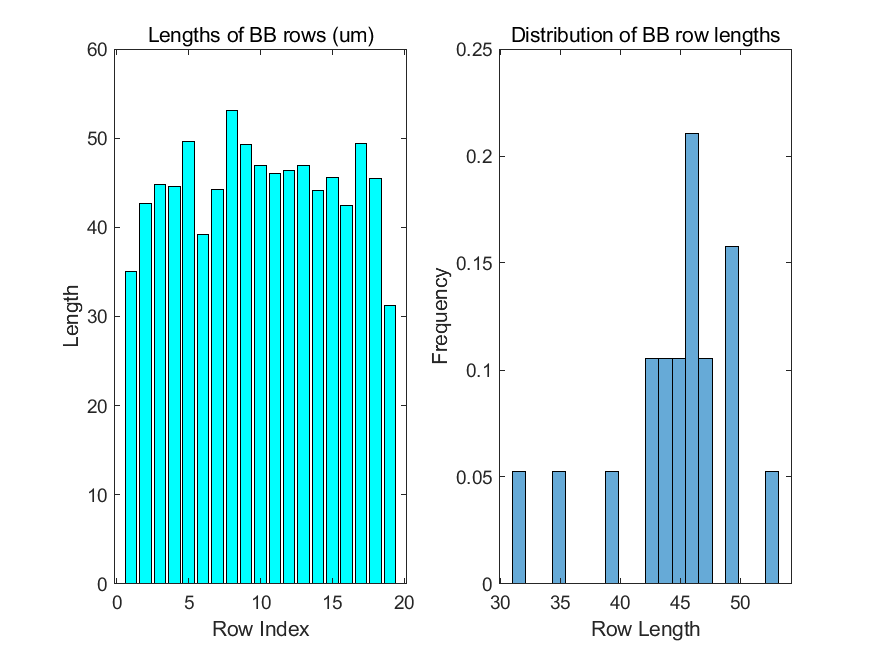 Lengths of BB rows (um)
60
50
40
30
20
10
0
Length
0 5 10 15 20
Row Index
Distribution of BB row lengths
0.25
0.2
0.15
0.1
0.05
0
Frequency
30 35 40 45 50
Row Length